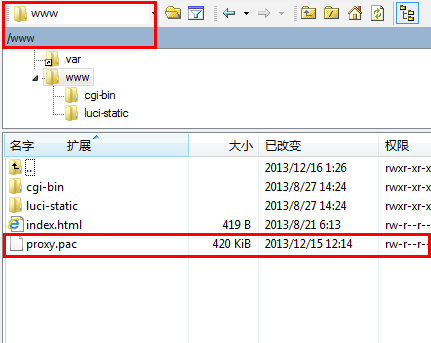 www
/www
var
www
cgi-bin
luci-static
名字 扩展 大小 已改变 权限
.. 2013/12/16 1:26 rwxr-xr-x
cgi-bin 2013/8/27 14:24 rwxr-xr-x
luci-static 2013/8/27 14:24 rwxr-xr-x
index.html 419 B 2013/8/21 6:13 rw-r--r--
proxy.pac 420 KiB 2013/12/15 12:14 rw-r--r--